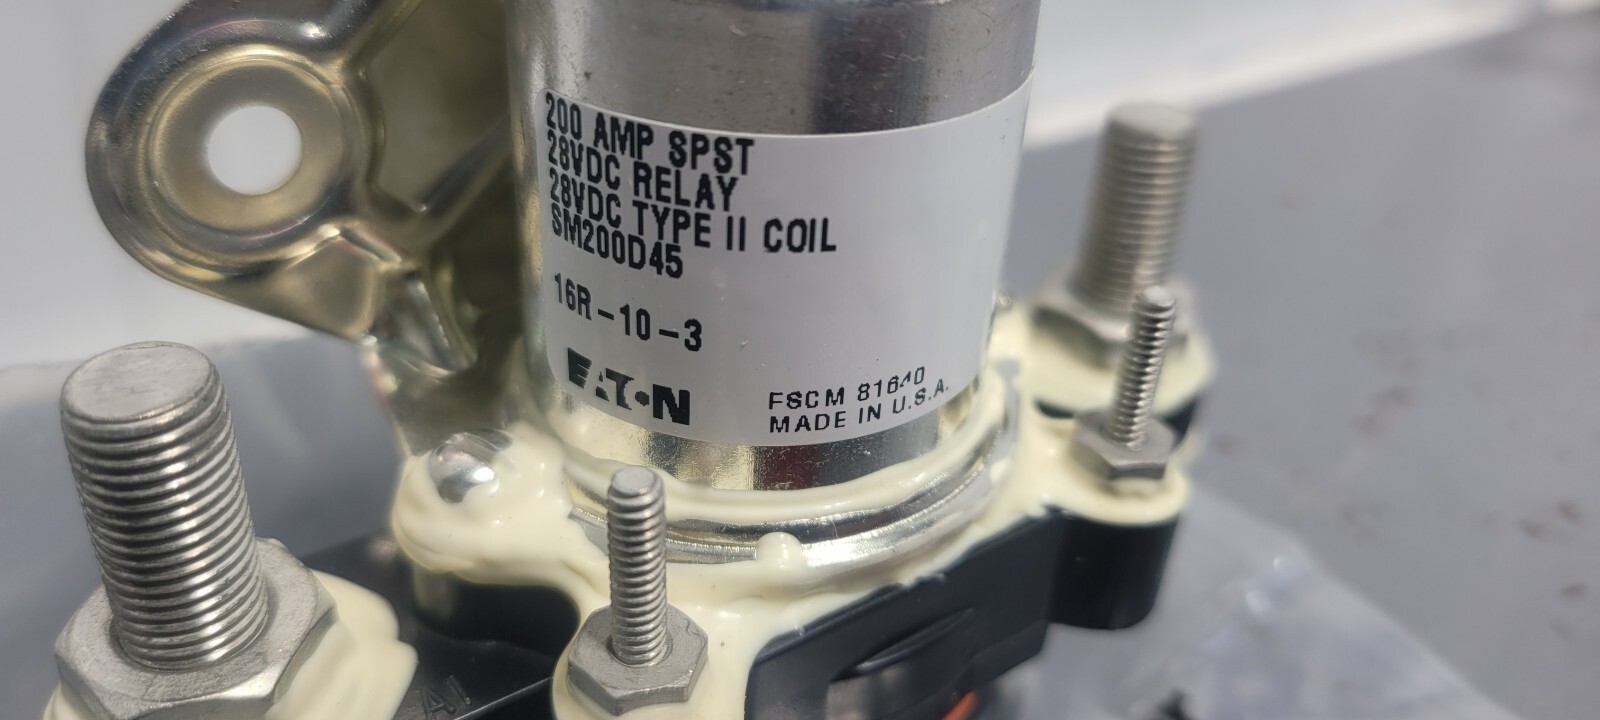 200 AMP SPST
28VDC RELAY
28VDC TYPE II COIL
SM200D45
16R-10-3
EATON
FSCM 81640
MADE IN U.S.A.